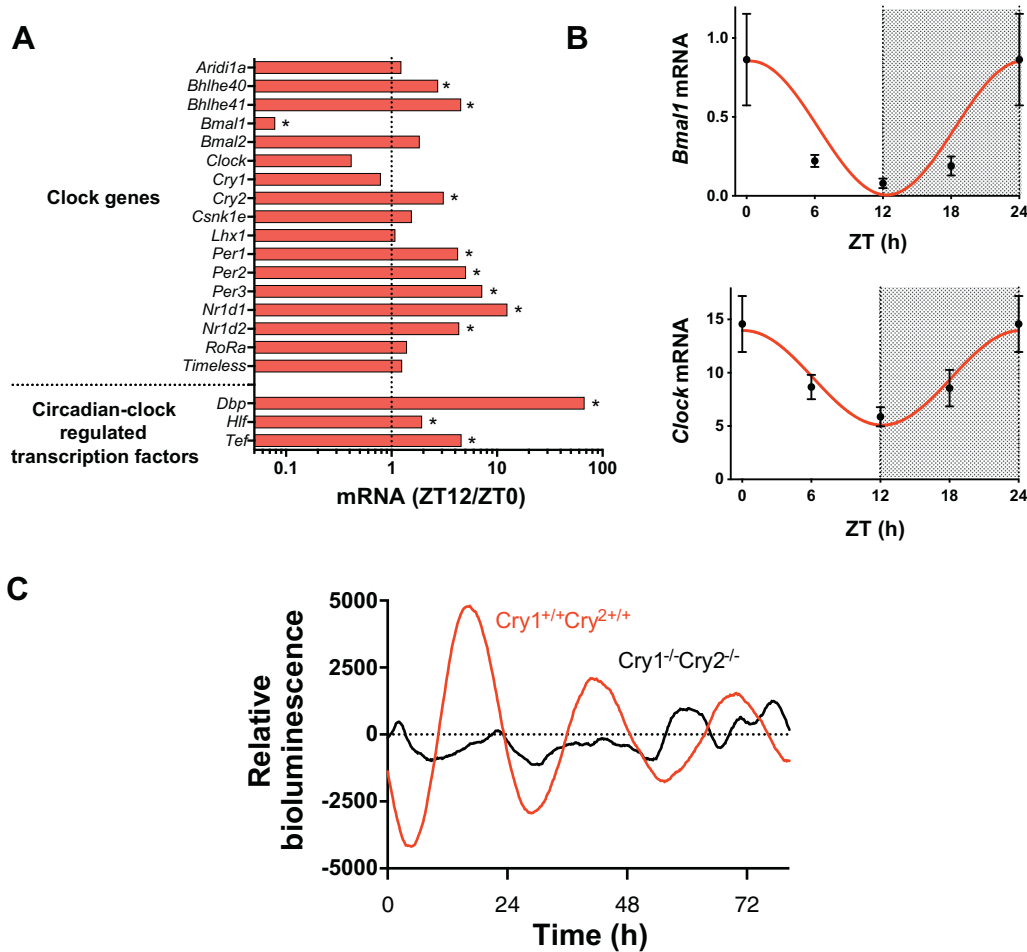 A
Aridi1a
Bhlhe40 *
Bhlhe41 *
Bmal1 *
Bmal2
Clock
Cry1
Cry2 *
Csnk1e
Lhx1
Per1 *
Per2 *
Per3 *
Nr1d1 *
Nr1d2 *
RoRa
Timeless
Clock genes
Dbp *
Hlf *
Tef *
Circadian-clock
regulated
transcription factors
0.1 1 10 100
mRNA (ZT12/ZT0)
B
Bmal1 mRNA
1.0
0.5
0.0
0 6 12 18 24
ZT (h)
Clock mRNA
15
10
5
0
0 6 12 18 24
ZT (h)
C
Relative
bioluminescence
5000
2500
0
-2500
-5000
Cry1+/+Cry2+/+
Cry1-/-Cry2-/-
0 24 48 72
Time (h)